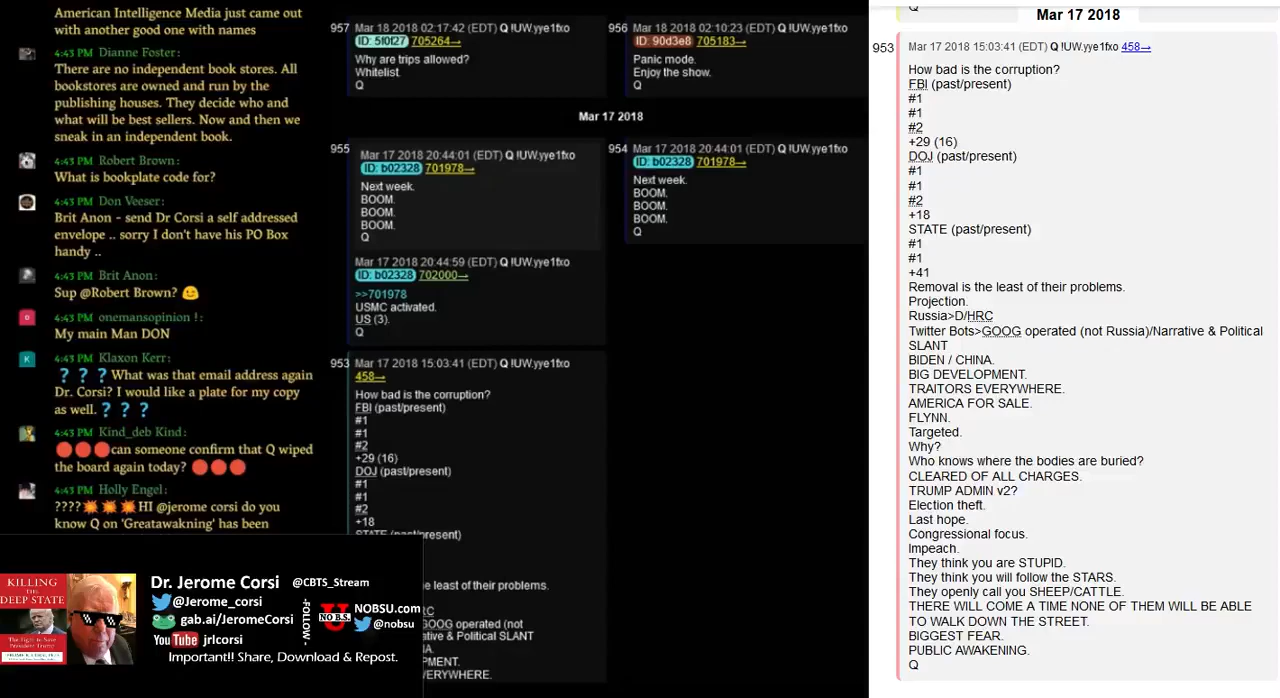 American Intelligence Media just came out
with another good one with names
4:43 PM Dianne Foster:
There are no independent book stores. All
bookstores are owned and run by the
publishing houses. They decide who and
what will be best sellers. Now and then we
sneak in an independent book.
4:43 PM Robert Brown:
What is bookplate code for?
4:43 PM Don Veeser:
Brit Anon - send Dr Corsi a self addressed
envelope .. sorry I don't have his PO Box
handy ..
4:43 PM Brit Anon:
Sup @Robert Brown?
4:43 PM onemansopinion !:
My main Man DON
4:43 PM Klaxon Kerr:
? ? ? What was that email address again
Dr. Corsi? I would like a plate for my copy
as well. ? ? ?
4:43 PM Kind_deb Kind:
can someone confirm that Q wiped
the board again today?
4:43 PM Holly Engel:
???? HI @jerome corsi do you
know Q on 'Greatawakning' has been
KILLING
THE
DEEP STATE
Dr. Jerome Corsi @CBTS_Stream
@Jerome_corsi
gab.ai/JeromeCorsi
YouTube jrlcorsi
-FOLLOW-
NO B.S.
NOBSU.com
@nobsu
Important!! Share, Download & Repost.
957 Mar 18 2018 02:17:42 (EDT) Q !UW.yye1fxo
ID: 5f0f27 705264→
Why are trips allowed?
Whitelist.
Q
956 Mar 18 2018 02:10:23 (EDT) Q !UW.yye1fxo
ID: 90d3e8 705183→
Panic mode.
Enjoy the show.
Q
Mar 17 2018
955 Mar 17 2018 20:44:01 (EDT) Q !UW.yye1fxo
ID: b02328 701978→
Next week.
BOOM.
BOOM.
BOOM.
Q
Mar 17 2018 20:44:59 (EDT) Q !UW.yye1fxo
ID: b02328 702000→
>>701978
USMC activated.
US (3).
Q
954 Mar 17 2018 20:44:01 (EDT) Q !UW.yye1fxo
ID: b02328 701978→
Next week.
BOOM.
BOOM.
BOOM.
Q
953 Mar 17 2018 15:03:41 (EDT) Q !UW.yye1fxo
458→
How bad is the corruption?
FBI (past/present)
#1
#1
#2
+29 (16)
DOJ (past/present)
#1
#1
#2
+18
STATE (past/present)
e least of their problems.
RC
GOOG operated (not
ative & Political SLANT
IA.
PMENT.
VERYWHERE.
Q
Mar 17 2018
953 Mar 17 2018 15:03:41 (EDT) Q !UW.yye1fxo 458→
How bad is the corruption?
FBI (past/present)
#1
#1
#2
+29 (16)
DOJ (past/present)
#1
#1
#2
+18
STATE (past/present)
#1
#1
+41
Removal is the least of their problems.
Projection.
Russia>D/HRC
Twitter Bots>GOOG operated (not Russia)/Narrative & Political
SLANT
BIDEN / CHINA.
BIG DEVELOPMENT.
TRAITORS EVERYWHERE.
AMERICA FOR SALE.
FLYNN.
Targeted.
Why?
Who knows where the bodies are buried?
CLEARED OF ALL CHARGES.
TRUMP ADMIN v2?
Election theft.
Last hope.
Congressional focus.
Impeach.
They think you are STUPID.
They think you will follow the STARS.
They openly call you SHEEP/CATTLE.
THERE WILL COME A TIME NONE OF THEM WILL BE ABLE
TO WALK DOWN THE STREET.
BIGGEST FEAR.
PUBLIC AWAKENING.
Q